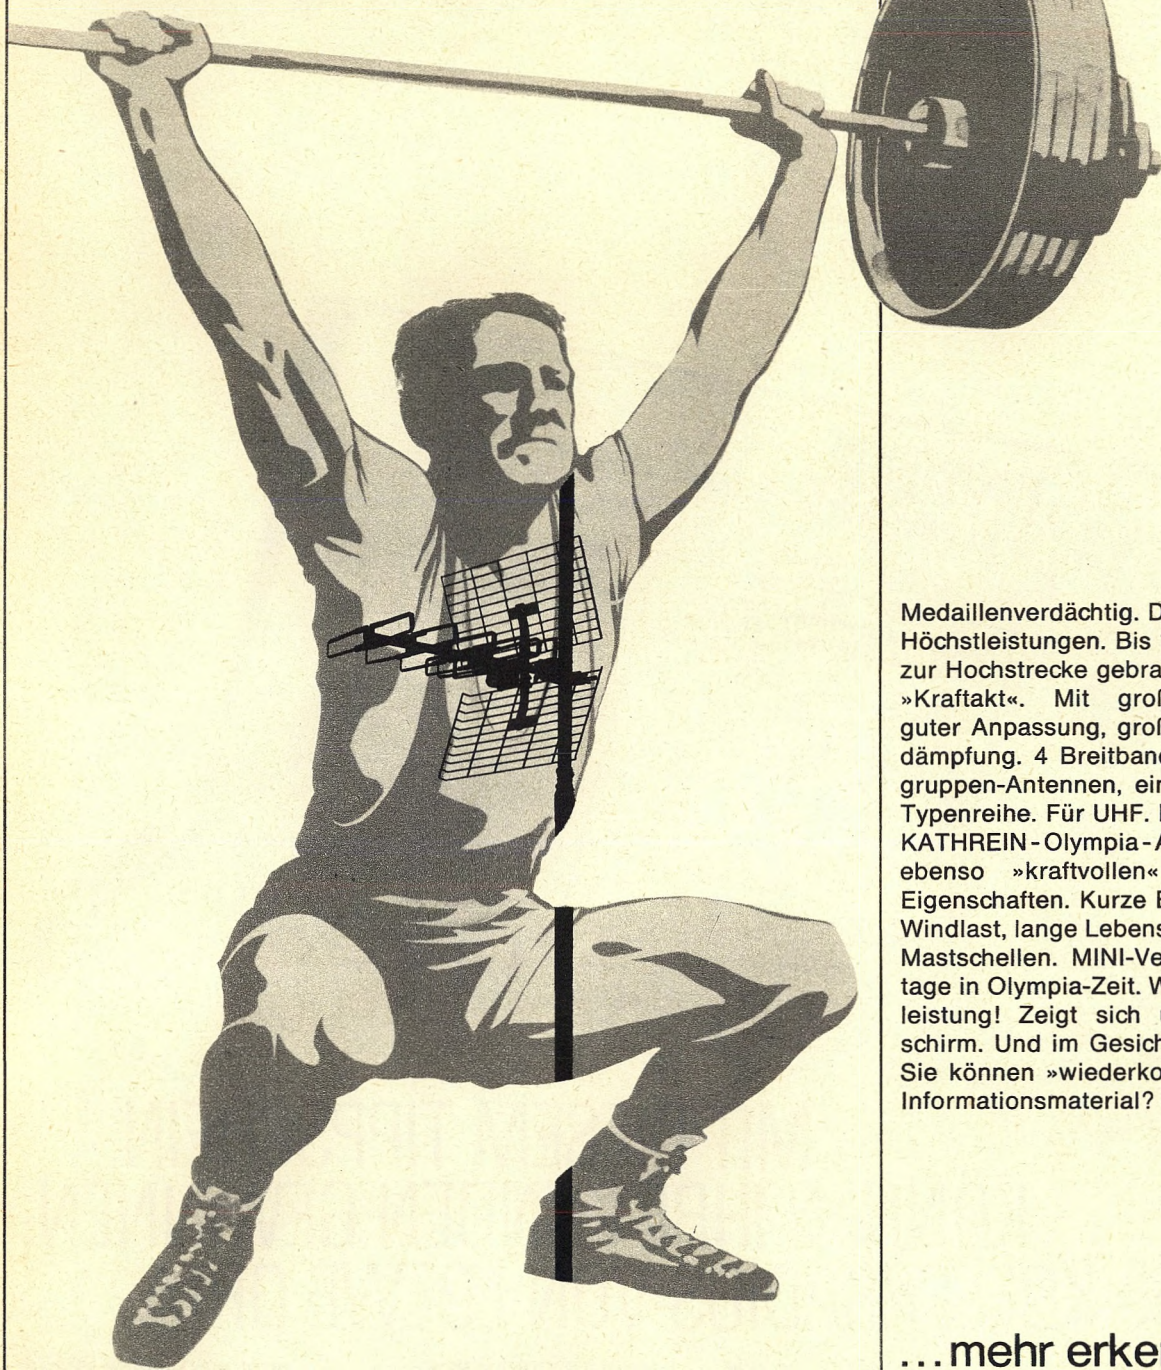 Medaillenverdächtig. D
Höchstleistungen. Bis
zur Hochstrecke gebra
»Kraftakt«. Mit groß
guter Anpassung, groß
dämpfung. 4 Breitband
gruppen-Antennen, ein
Typenreihe. Für UHF.
KATHREIN-Olympia-A
ebenso »kraftvollen«
Eigenschaften. Kurze
Windlast, lange Lebens
Mastschellen. MINI-Ve
tage in Olympia-Zeit. W
leistung! Zeigt sich
schirm. Und im Gesich
Sie können »wiederko
Informationsmaterial?
...mehr erke